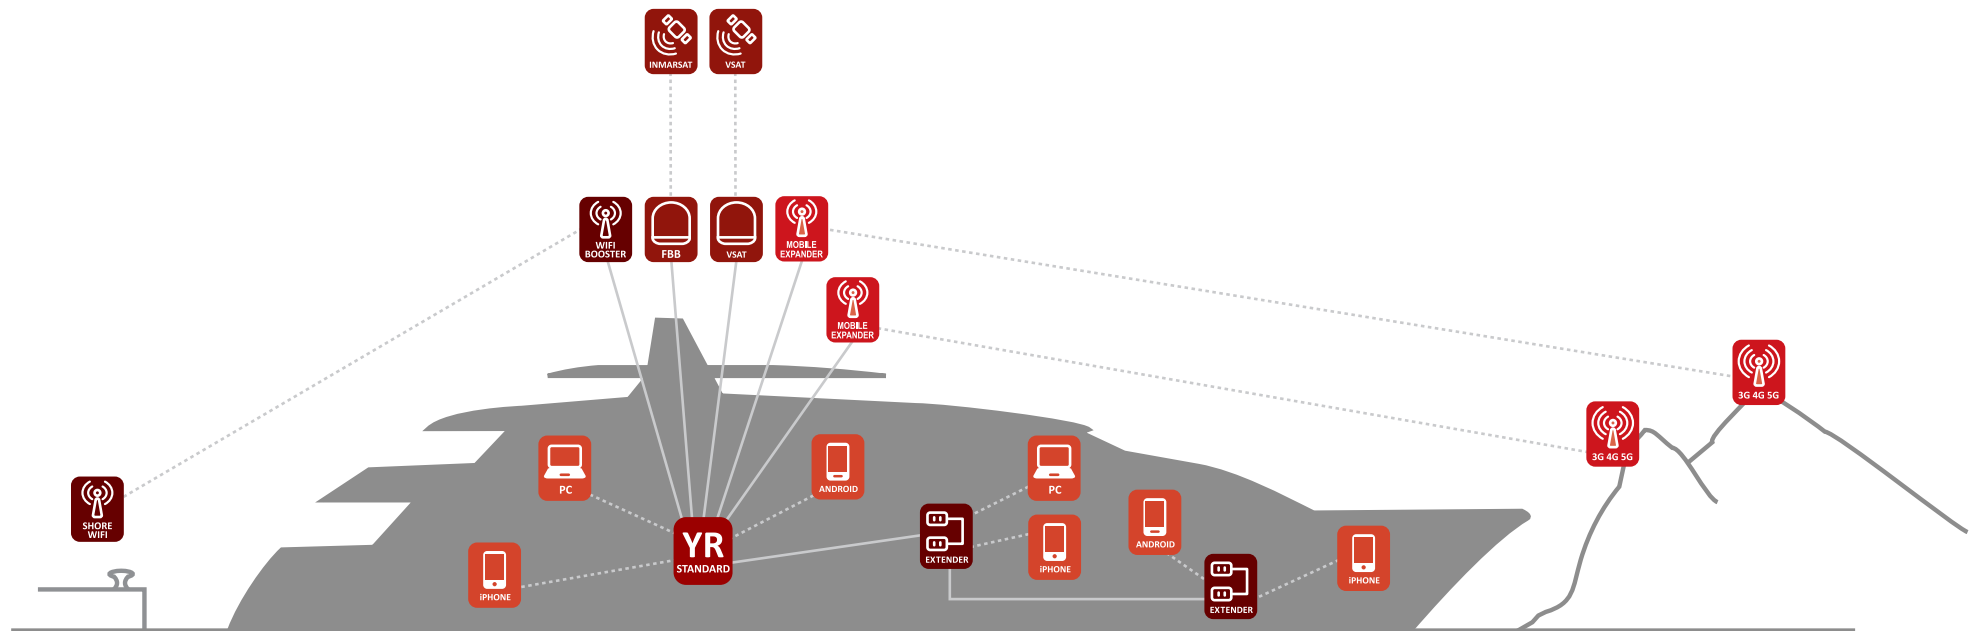 INMARSAT
VSAT
WIFI
BOOSTER
FBB
VSAT
MOBILE
EXPANDER
MOBILE
EXPANDER
3G 4G 5G
3G 4G 5G
SHORE
WIFI
PC
ANDROID
iPHONE
YR
STANDARD
EXTENDER
PC
iPHONE
ANDROID
EXTENDER
iPHONE